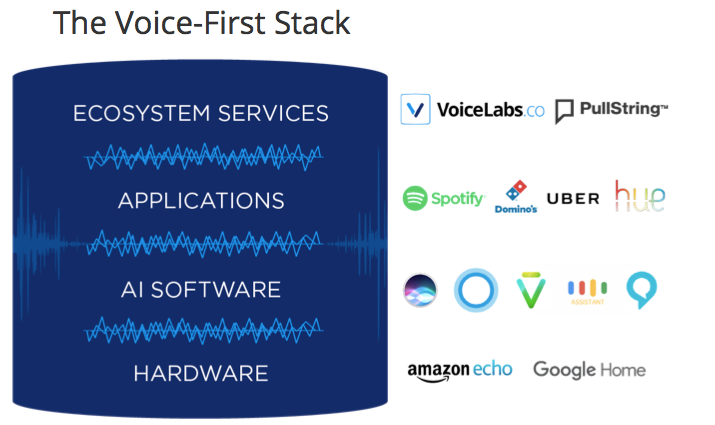 The Voice-First Stack
ECOSYSTEM SERVICES
VoiceLabs.co PullString™
APPLICATIONS
Spotify Domino's UBER hue
AI SOFTWARE
ASSISTANT
HARDWARE
amazon echo Google Home